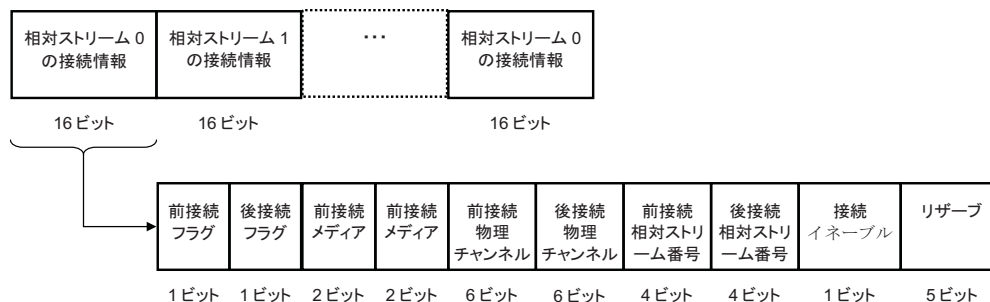 相対ストリーム 0
の接続情報
相対ストリーム 1
の接続情報
…
相対ストリーム 0
の接続情報
16 ビット
16 ビット
16 ビット
前接続
フラグ
後接続
フラグ
前接続
メディア
前接続
メディア
前接続
物理
チャンネル
後接続
物理
チャンネル
前接続
相対ストリ
ーム番号
後接続
相対ストリ
ーム番号
接続
イネーブル
リザーブ
1 ビット
1 ビット
2 ビット
2 ビット
6 ビット
6 ビット
4 ビット
4 ビット
1 ビット
5 ビット